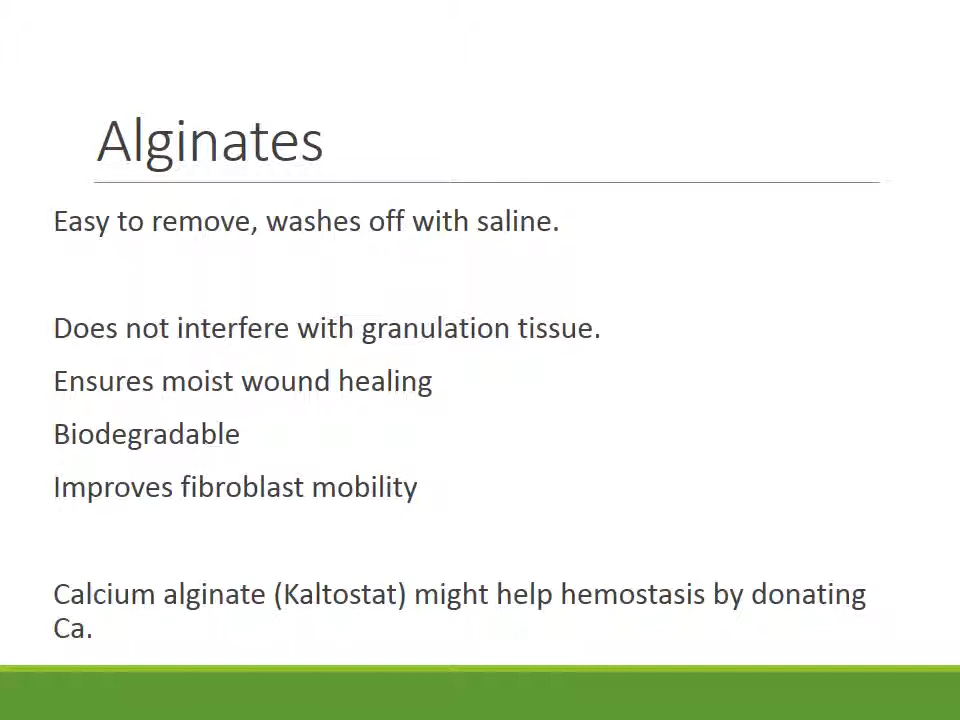 Alginates
Easy to remove, washes off with saline.
Does not interfere with granulation tissue.
Ensures moist wound healing
Biodegradable
Improves fibroblast mobility
Calcium alginate (Kaltostat) might help hemostasis by donating
Ca.